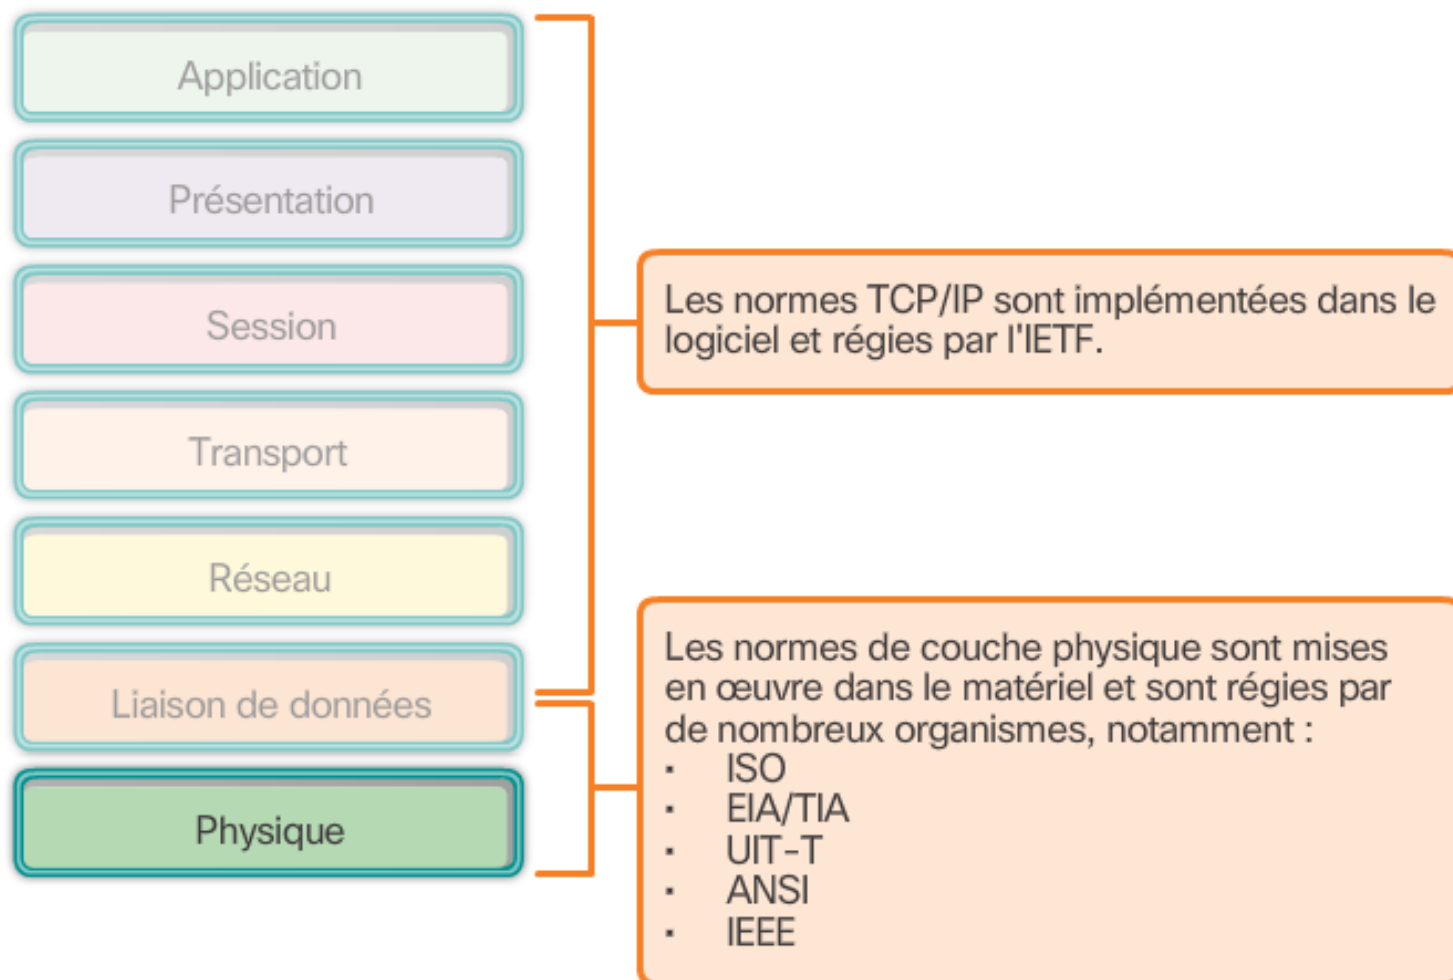 Application
Présentation
Session
Transport
Réseau
Liaison de données
Physique
Les normes TCP/IP sont implémentées dans le
logiciel et régies par l'IETF.
Les normes de couche physique sont mises
en œuvre dans le matériel et sont régies par
de nombreux organismes, notamment :
· ISO
· EIA/TIA
· UIT-T
· ANSI
· IEEE